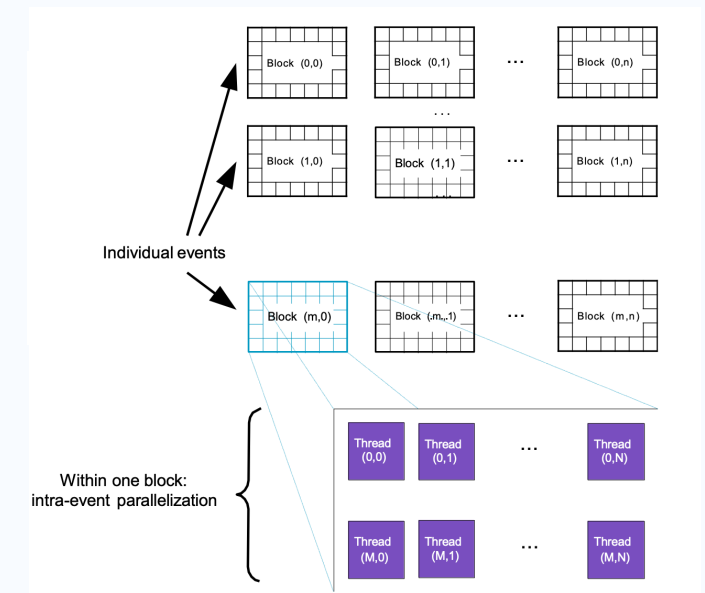 Block (0,0)
Block (0,1)
...
Block (0,n)
...
Block (1,0)
Block (1,1)
...
Block (1,n)
...
Individual events
Block (m,0)
Block (.m.,.1)
...
Block (m,n)
Within one block:
intra-event parallelization
Thread
(0,0)
Thread
(0,1)
...
Thread
(0,N)
Thread
(M,0)
Thread
(M,1)
...
Thread
(M,N)